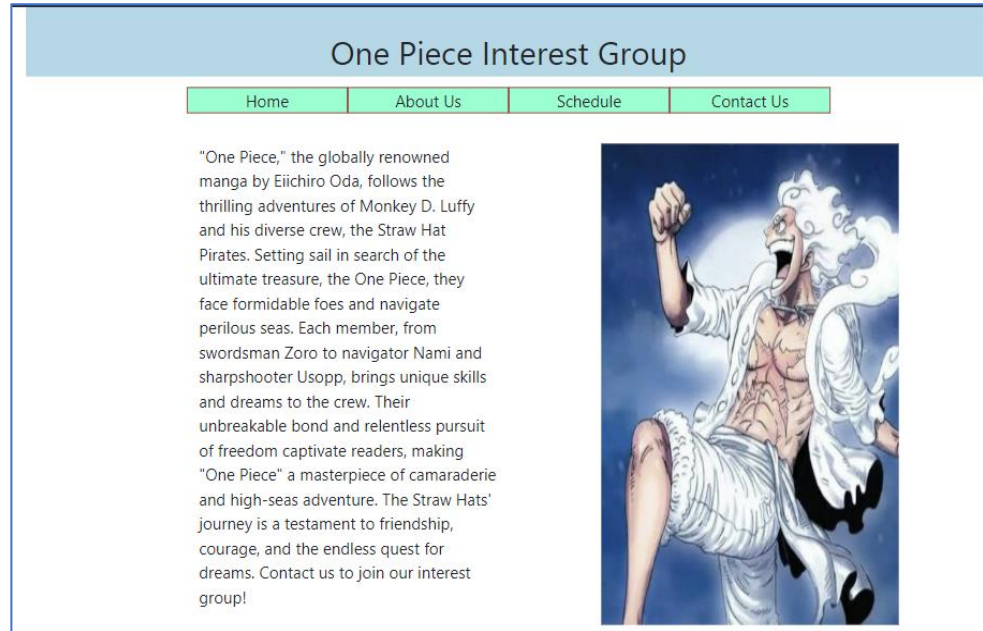 One Piece Interest Group
Home About Us Schedule Contact Us
"One Piece," the globally renowned
manga by Eiichiro Oda, follows the
thrilling adventures of Monkey D. Luffy
and his diverse crew, the Straw Hat
Pirates. Setting sail in search of the
ultimate treasure, the One Piece, they
face formidable foes and navigate
perilous seas. Each member, from
swordsman Zoro to navigator Nami and
sharpshooter Usopp, brings unique skills
and dreams to the crew. Their
unbreakable bond and relentless pursuit
of freedom captivate readers, making
"One Piece" a masterpiece of camaraderie
and high-seas adventure. The Straw Hats'
journey is a testament to friendship,
courage, and the endless quest for
dreams. Contact us to join our interest
group!